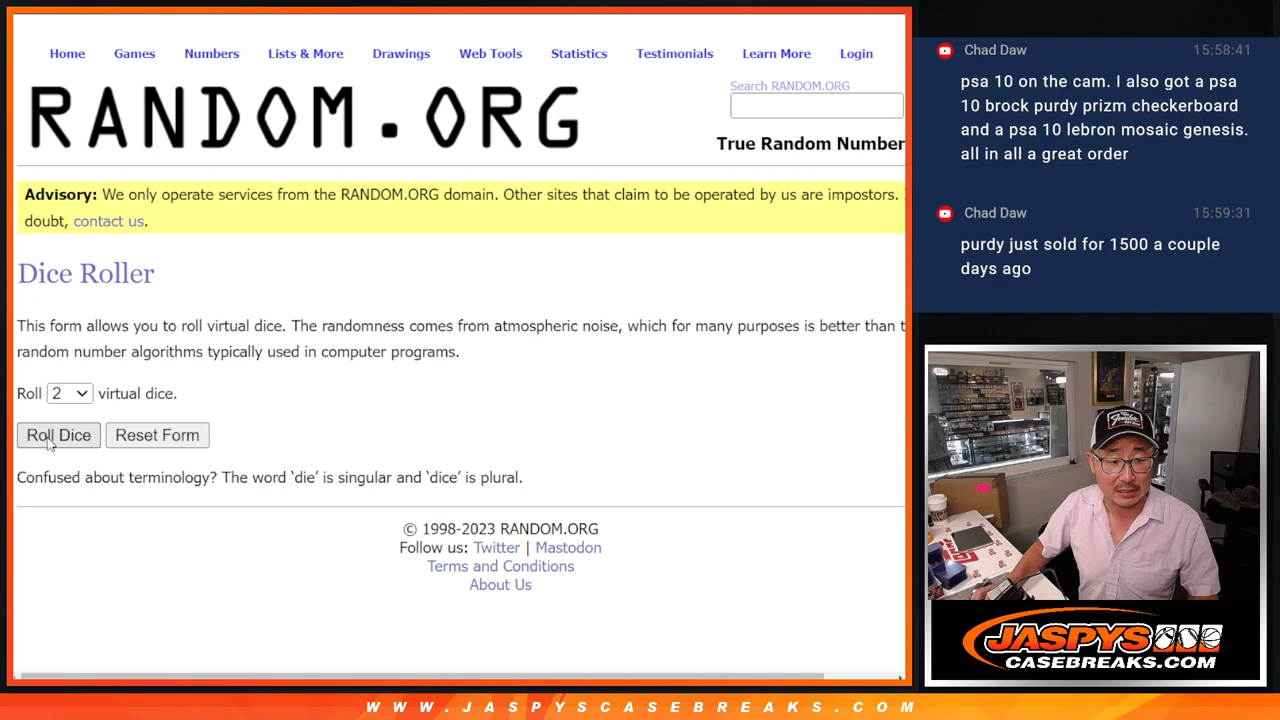 Home Games Numbers Lists & More Drawings Web Tools Statistics Testimonials Learn More Login
RANDOM.ORG
Search RANDOM.ORG
True Random Number
Advisory: We only operate services from the RANDOM.ORG domain. Other sites that claim to be operated by us are impostors.
doubt, contact us.
Dice Roller
This form allows you to roll virtual dice. The randomness comes from atmospheric noise, which for many purposes is better than
random number algorithms typically used in computer programs.
Roll 2 virtual dice.
Roll Dice Reset Form
Confused about terminology? The word ‘die’ is singular and ‘dice’ is plural.
© 1998-2023 RANDOM.ORG
Follow us: Twitter | Mastodon
Terms and Conditions
About Us
Chad Daw 15:58:41
psa 10 on the cam. I also got a psa
10 brock purdy prizm checkerboard
and a psa 10 lebron mosaic genesis.
all in all a great order
Chad Daw 15:59:31
purdy just sold for 1500 a couple
days ago
Fender
JASPYS
CASEBREAKS.COM
WWW.JASPYSCASEBREAKS.COM